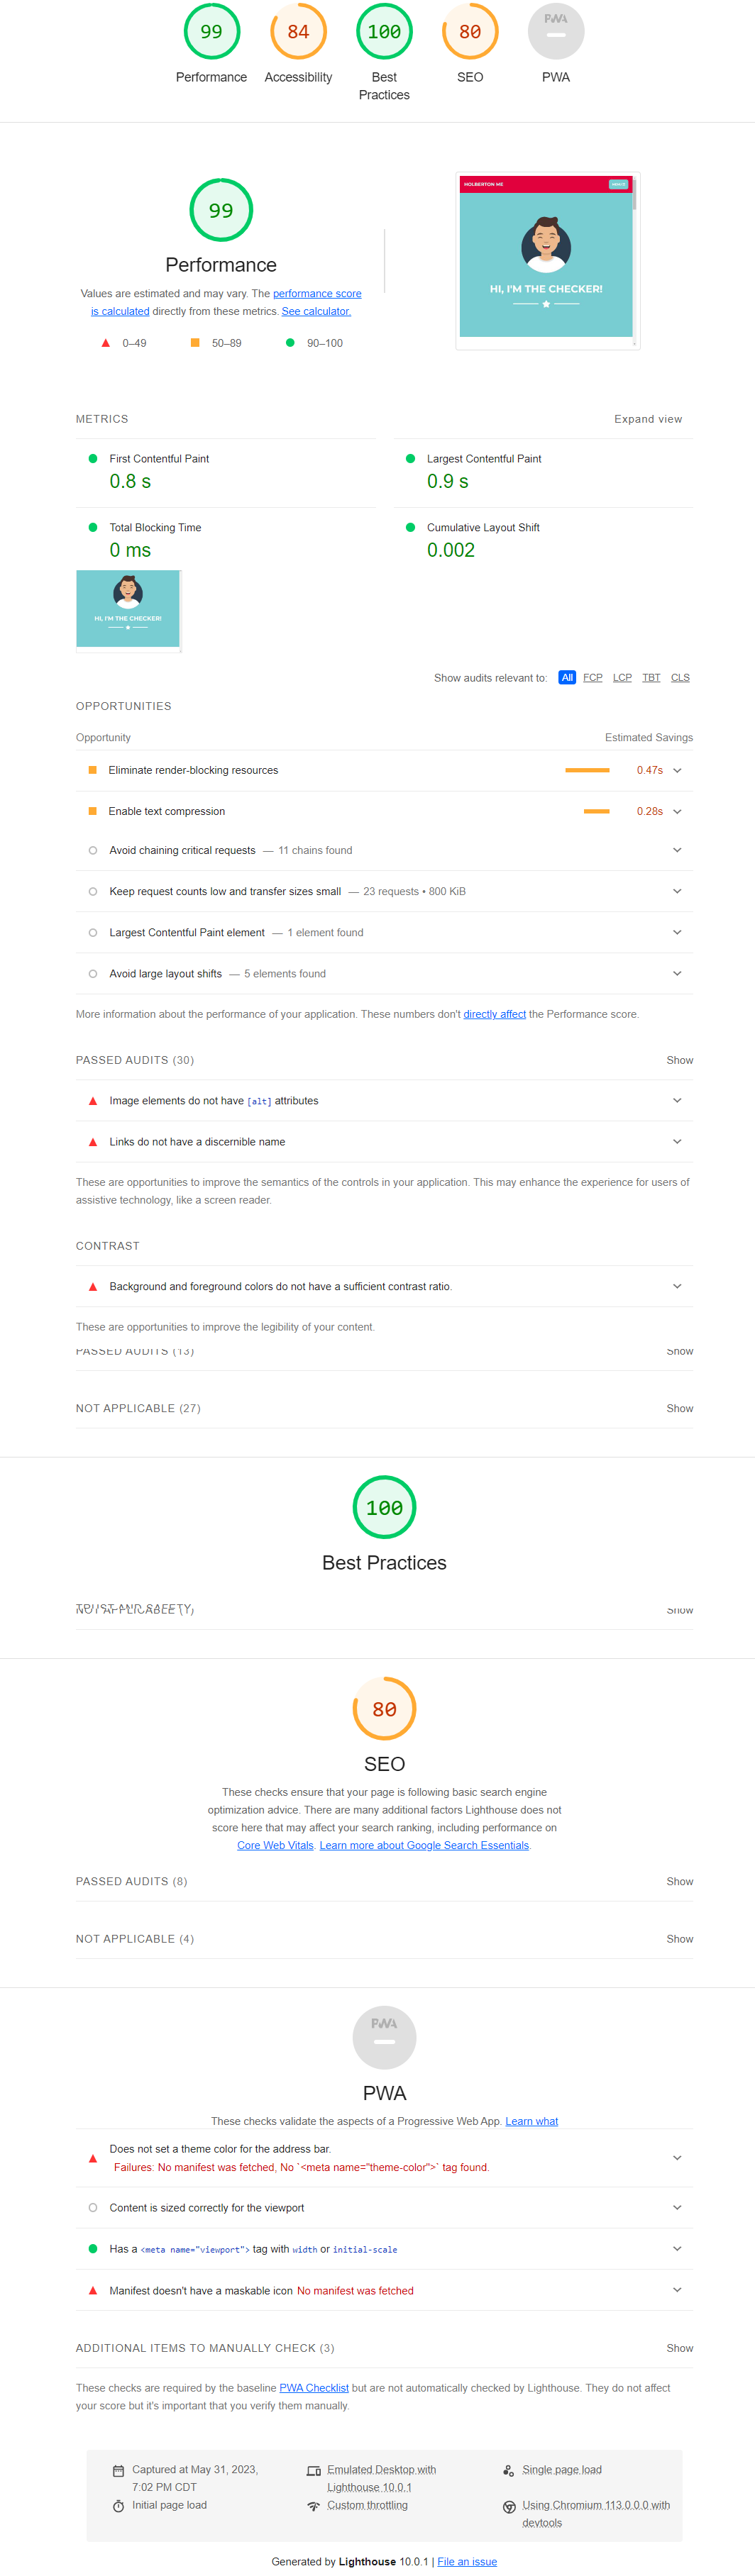 99
84
100
80
PWA
Performance
Accessibility
Best
Practices
SEO
PWA
99
Performance
Values are estimated and may vary. The performance score
is calculated directly from these metrics. See calculator.
0–49
50–89
90–100
HOLBERTON ME
HI, I'M THE CHECKER!
METRICS
Expand view
First Contentful Paint
0.8 s
Largest Contentful Paint
0.9 s
Total Blocking Time
0 ms
Cumulative Layout Shift
0.002
HI, I'M THE CHECKER!
Show audits relevant to: All FCP LCP TBT CLS
OPPORTUNITIES
Opportunity Estimated Savings
Eliminate render-blocking resources 0.47s
Enable text compression 0.28s
Avoid chaining critical requests — 11 chains found
Keep request counts low and transfer sizes small — 23 requests • 800 KiB
Largest Contentful Paint element — 1 element found
Avoid large layout shifts — 5 elements found
More information about the performance of your application. These numbers don't directly affect the Performance score.
PASSED AUDITS (30) Show
Image elements do not have [alt] attributes
Links do not have a discernible name
These are opportunities to improve the semantics of the controls in your application. This may enhance the experience for users of
assistive technology, like a screen reader.
CONTRAST
Background and foreground colors do not have a sufficient contrast ratio.
These are opportunities to improve the legibility of your content.
PASSED AUDITS (13) Show
NOT APPLICABLE (27) Show
100
Best Practices
TRUST AND SAFETY
NOT APPLICABLE (1) Show
80
SEO
These checks ensure that your page is following basic search engine
optimization advice. There are many additional factors Lighthouse does not
score here that may affect your search ranking, including performance on
Core Web Vitals. Learn more about Google Search Essentials.
PASSED AUDITS (8) Show
NOT APPLICABLE (4) Show
PWA
PWA
These checks validate the aspects of a Progressive Web App. Learn what
Does not set a theme color for the address bar.
Failures: No manifest was fetched, No `<meta name="theme-color">` tag found.
Content is sized correctly for the viewport
Has a <meta name="viewport"> tag with width or initial-scale
Manifest doesn't have a maskable icon No manifest was fetched
ADDITIONAL ITEMS TO MANUALLY CHECK (3) Show
These checks are required by the baseline PWA Checklist but are not automatically checked by Lighthouse. They do not affect
your score but it's important that you verify them manually.
Captured at May 31, 2023,
7:02 PM CDT
Emulated Desktop with
Lighthouse 10.0.1
Single page load
Initial page load
Custom throttling
Using Chromium 113.0.0.0 with
devtools
Generated by Lighthouse 10.0.1 | File an issue